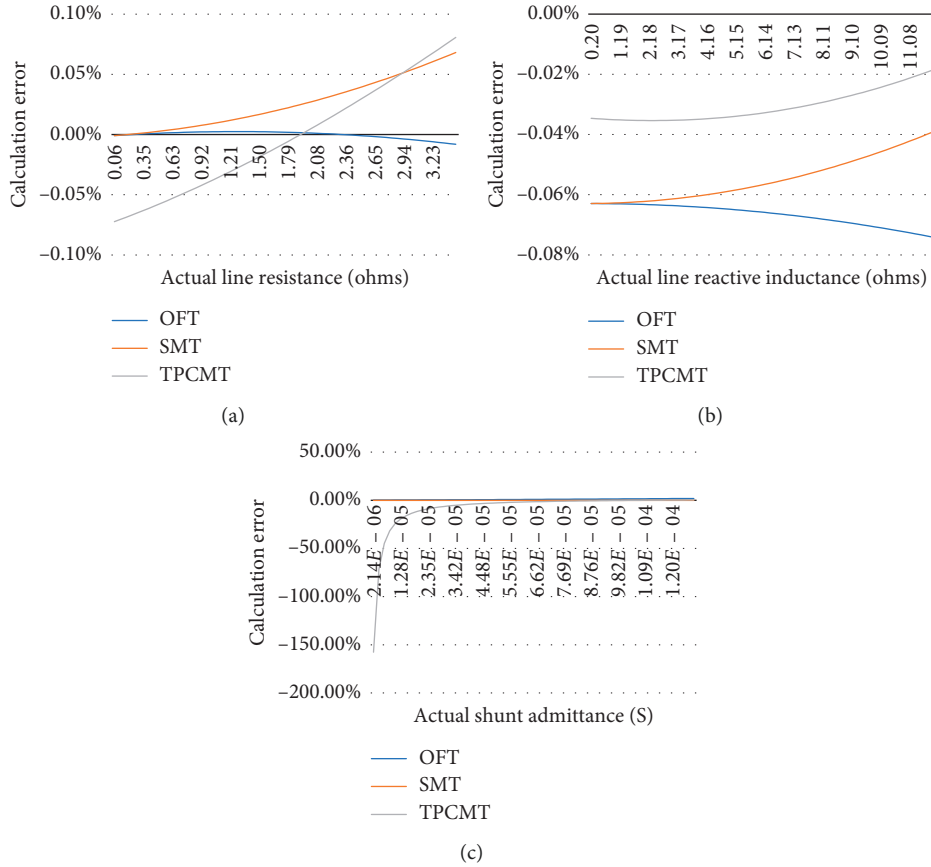 0.10%
0.05%
0.00%
−0.05%
−0.10%
Calculation error
0.06
0.35
0.63
0.92
1.21
1.50
1.79
2.08
2.36
2.65
2.94
3.23
Actual line resistance (ohms)
OFT
SMT
TPCMT
(a)
0.00%
−0.02%
−0.04%
−0.06%
−0.08%
Calculation error
0.20
1.19
2.18
3.17
4.16
5.15
6.14
7.13
8.11
9.10
10.09
11.08
Actual line reactive inductance (ohms)
OFT
SMT
TPCMT
(b)
50.00%
0.00%
−50.00%
−100.00%
−150.00%
−200.00%
Calculation error
2.14E − 06
1.28E − 05
2.35E − 05
3.42E − 05
4.48E − 05
5.55E − 05
6.62E − 05
7.69E − 05
8.76E − 05
9.82E − 05
1.09E − 04
1.20E − 04
Actual shunt admittance (S)
OFT
SMT
TPCMT
(c)